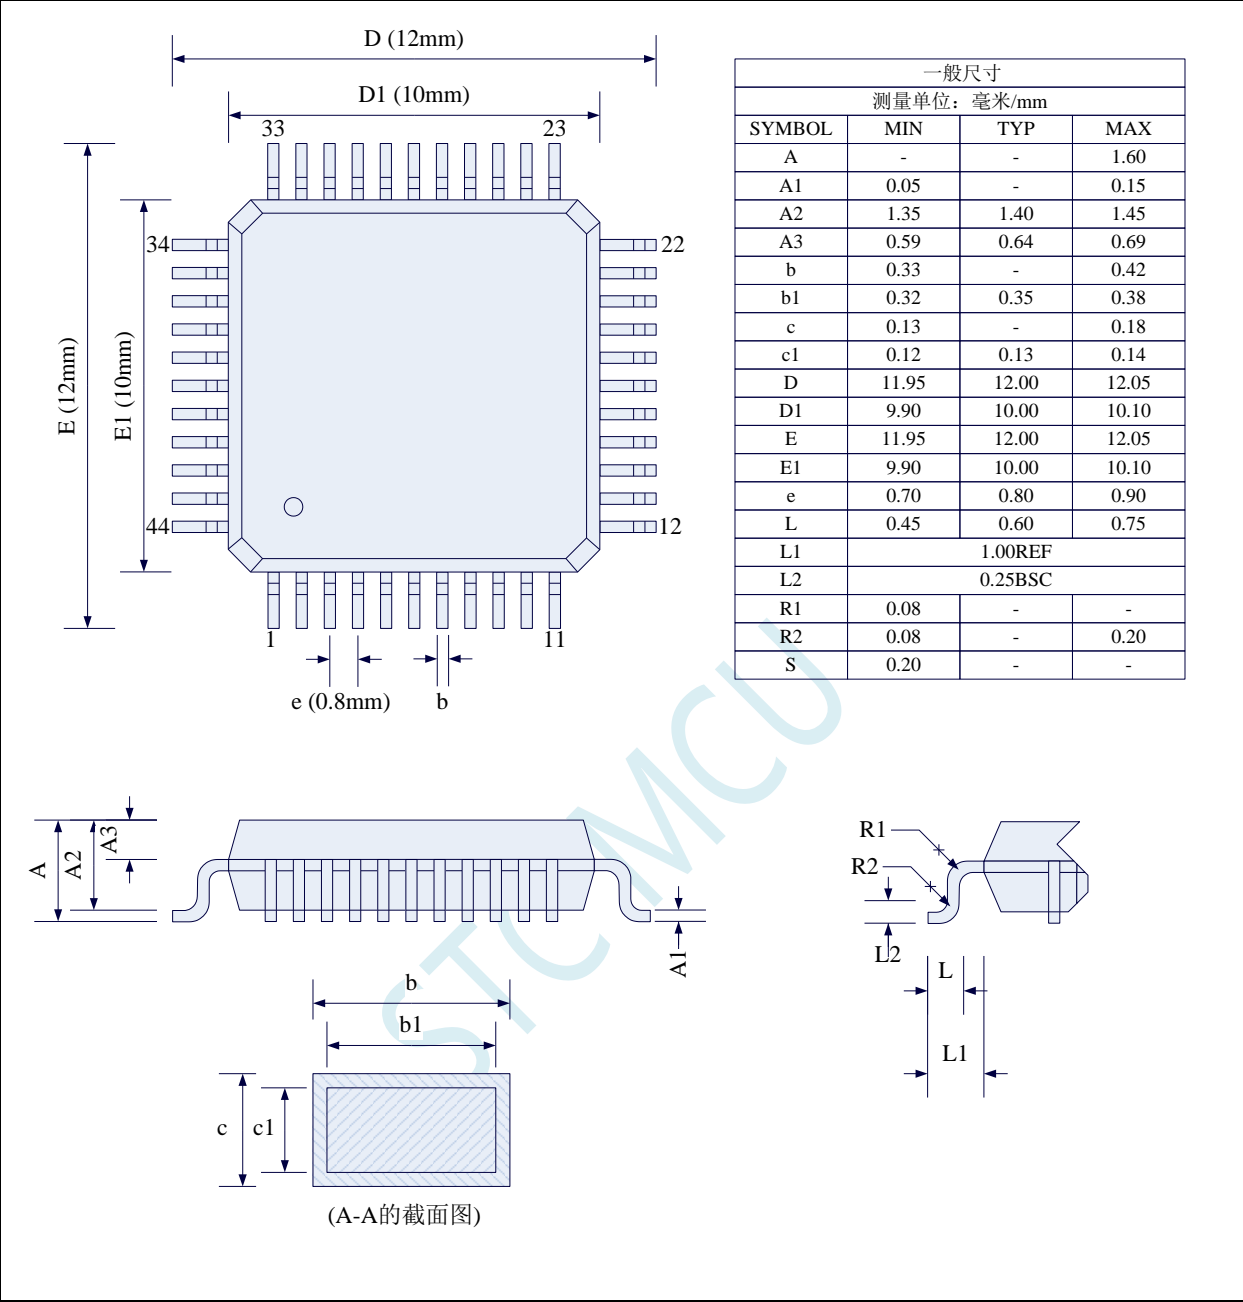 D (12mm)
D1 (10mm)
33 23
34 22
E (12mm)
E1 (10mm)
44 12
1 11
e (0.8mm) b
一般尺寸
测量单位：毫米/mm
SYMBOL MIN TYP MAX
A - - 1.60
A1 0.05 - 0.15
A2 1.35 1.40 1.45
A3 0.59 0.64 0.69
b 0.33 - 0.42
b1 0.32 0.35 0.38
c 0.13 - 0.18
c1 0.12 0.13 0.14
D 11.95 12.00 12.05
D1 9.90 10.00 10.10
E 11.95 12.00 12.05
E1 9.90 10.00 10.10
e 0.70 0.80 0.90
L 0.45 0.60 0.75
L1 1.00REF
L2 0.25BSC
R1 0.08 - -
R2 0.08 - 0.20
S 0.20 - -
A
A2
A3
A1
R1
R2
L2
L
L1
b
b1
c c1
(A-A的截面图)
STC MCU